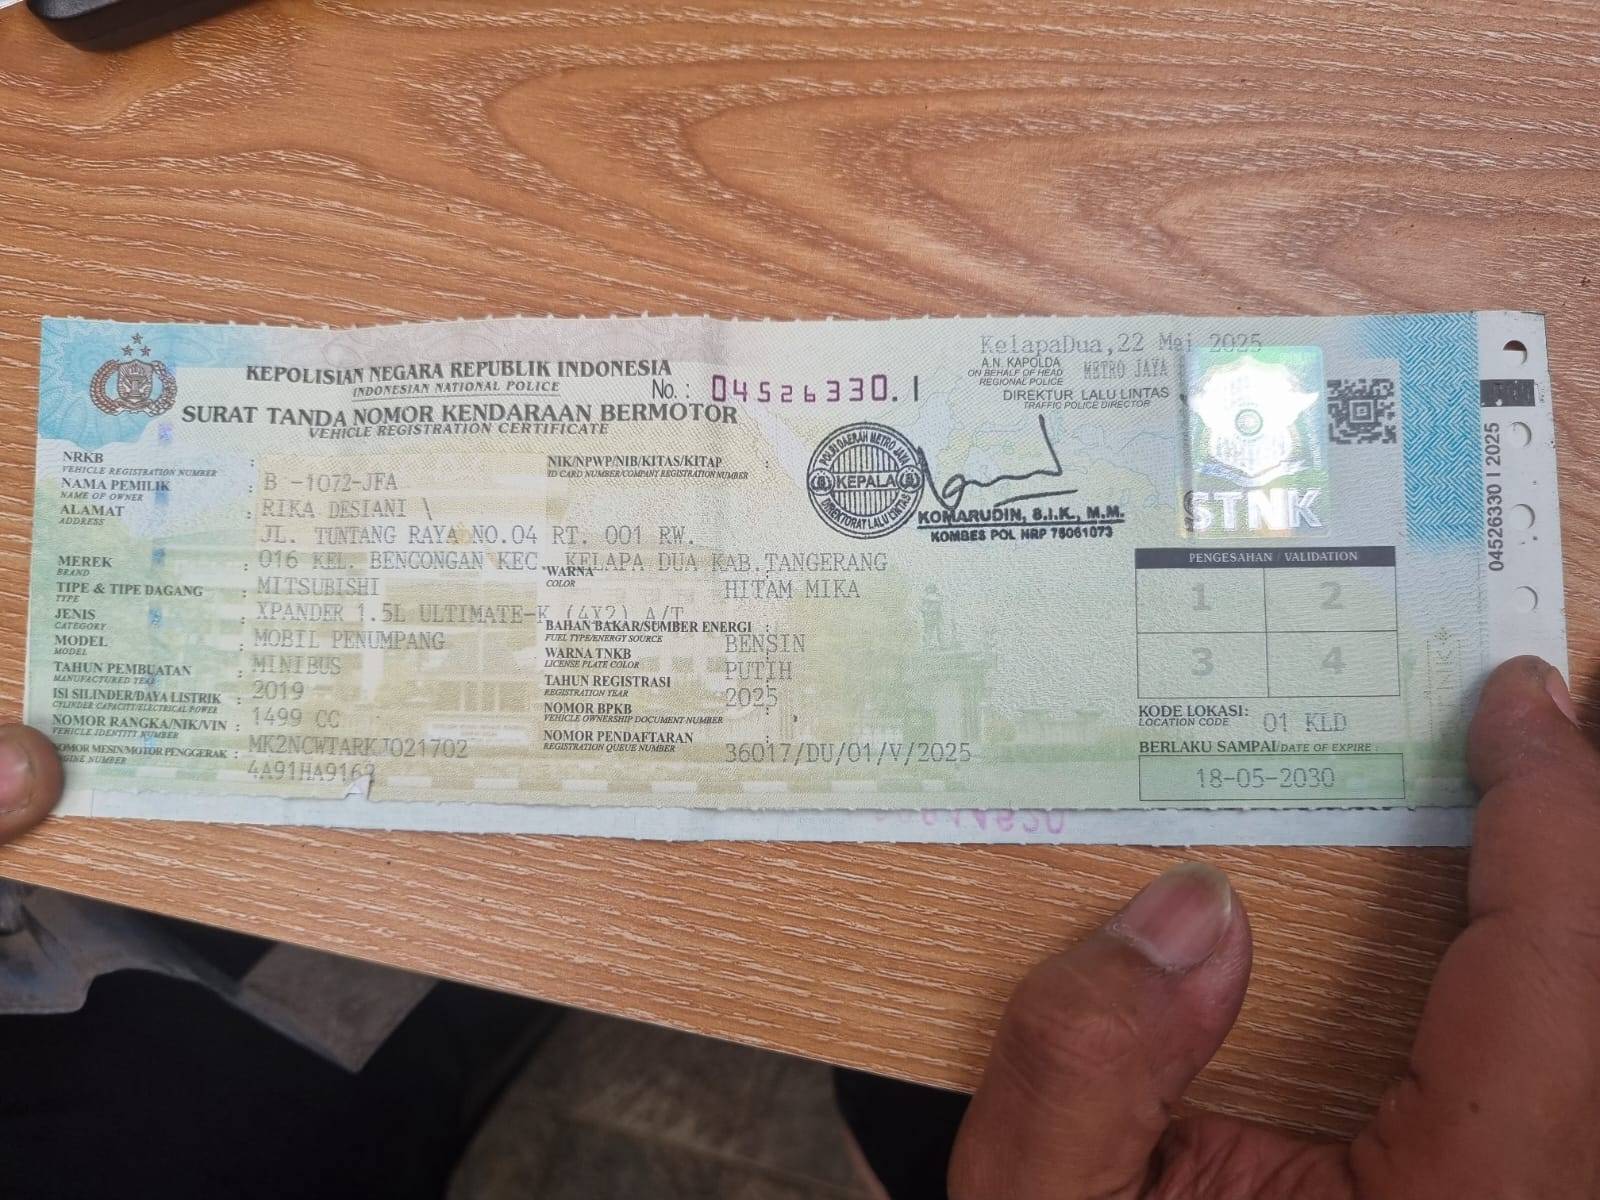 KEPOLISIAN NEGARA REPUBLIK INDONESIA
INDONESIAN NATIONAL POLICE
No.: 04526330.I
SURAT TANDA NOMOR KENDARAAN BERMOTOR
VEHICLE REGISTRATION CERTIFICATE
NRKB : B -1072-JFA
VEHICLE REGISTRATION NUMBER
NAMA PEMILIK : RIKA DESIANI \
NAME OF OWNER
ALAMAT : JL. TUNTANG RAYA NO.04 RT. 001 RW.
ADDRESS
016 KEL. BENCONGAN KEC. KELAPA DUA KAB.TANGERANG
MEREK : MITSUBISHI
BRAND
TIPE & TIPE DAGANG : XPANDER 1.5L ULTIMATE-K (4X2) A/T
TYPE
JENIS : MOBIL PENUMPANG
CATEGORY
MODEL : MINIBUS
MODEL
TAHUN PEMBUATAN : 2019
MANUFACTURED YEAR
ISI SILINDER/DAYA LISTRIK : 1499 CC
CYLINDER CAPACITY/ELECTRICAL POWER
NOMOR RANGKA/NIK/VIN : MK2NCWTARKJ021702
VEHICLE IDENTITY NUMBER
NOMOR MESIN/MOTOR PENGGERAK : 4A91HA9169
ENGINE NUMBER
NIK/NPWP/NIB/KITAS/KITAP :
ID CARD NUMBER/COMPANY REGISTRATION NUMBER
WARNA : HITAM MIKA
COLOR
BAHAN BAKAR/SUMBER ENERGI : BENSIN
FUEL TYPE/ENERGY SOURCE
WARNA TNKB : PUTIH
LICENSE PLATE COLOR
TAHUN REGISTRASI : 2025
REGISTRATION YEAR
NOMOR BPKB :
VEHICLE OWNERSHIP DOCUMENT NUMBER
NOMOR PENDAFTARAN : 36017/DU/01/V/2025
REGISTRATION QUEUE NUMBER
KelapaDua,22 Mei 2025
A.N. KAPOLDA METRO JAYA
ON BEHALF OF HEAD
REGIONAL POLICE
DIREKTUR LALU LINTAS
TRAFFIC POLICE DIRECTOR
POLRI DAERAH METRO JAYA
KEPALA
DIREKTORAT LALU LINTAS
KOMARUDIN, S.I.K., M.M.
KOMBES POL NRP 75061073
STNK
PENGESAHAN / VALIDATION
1 2
3 4
KODE LOKASI: 01 KLD
LOCATION CODE
BERLAKU SAMPAI/DATE OF EXPIRE :
18-05-2030
04526330 I 2025